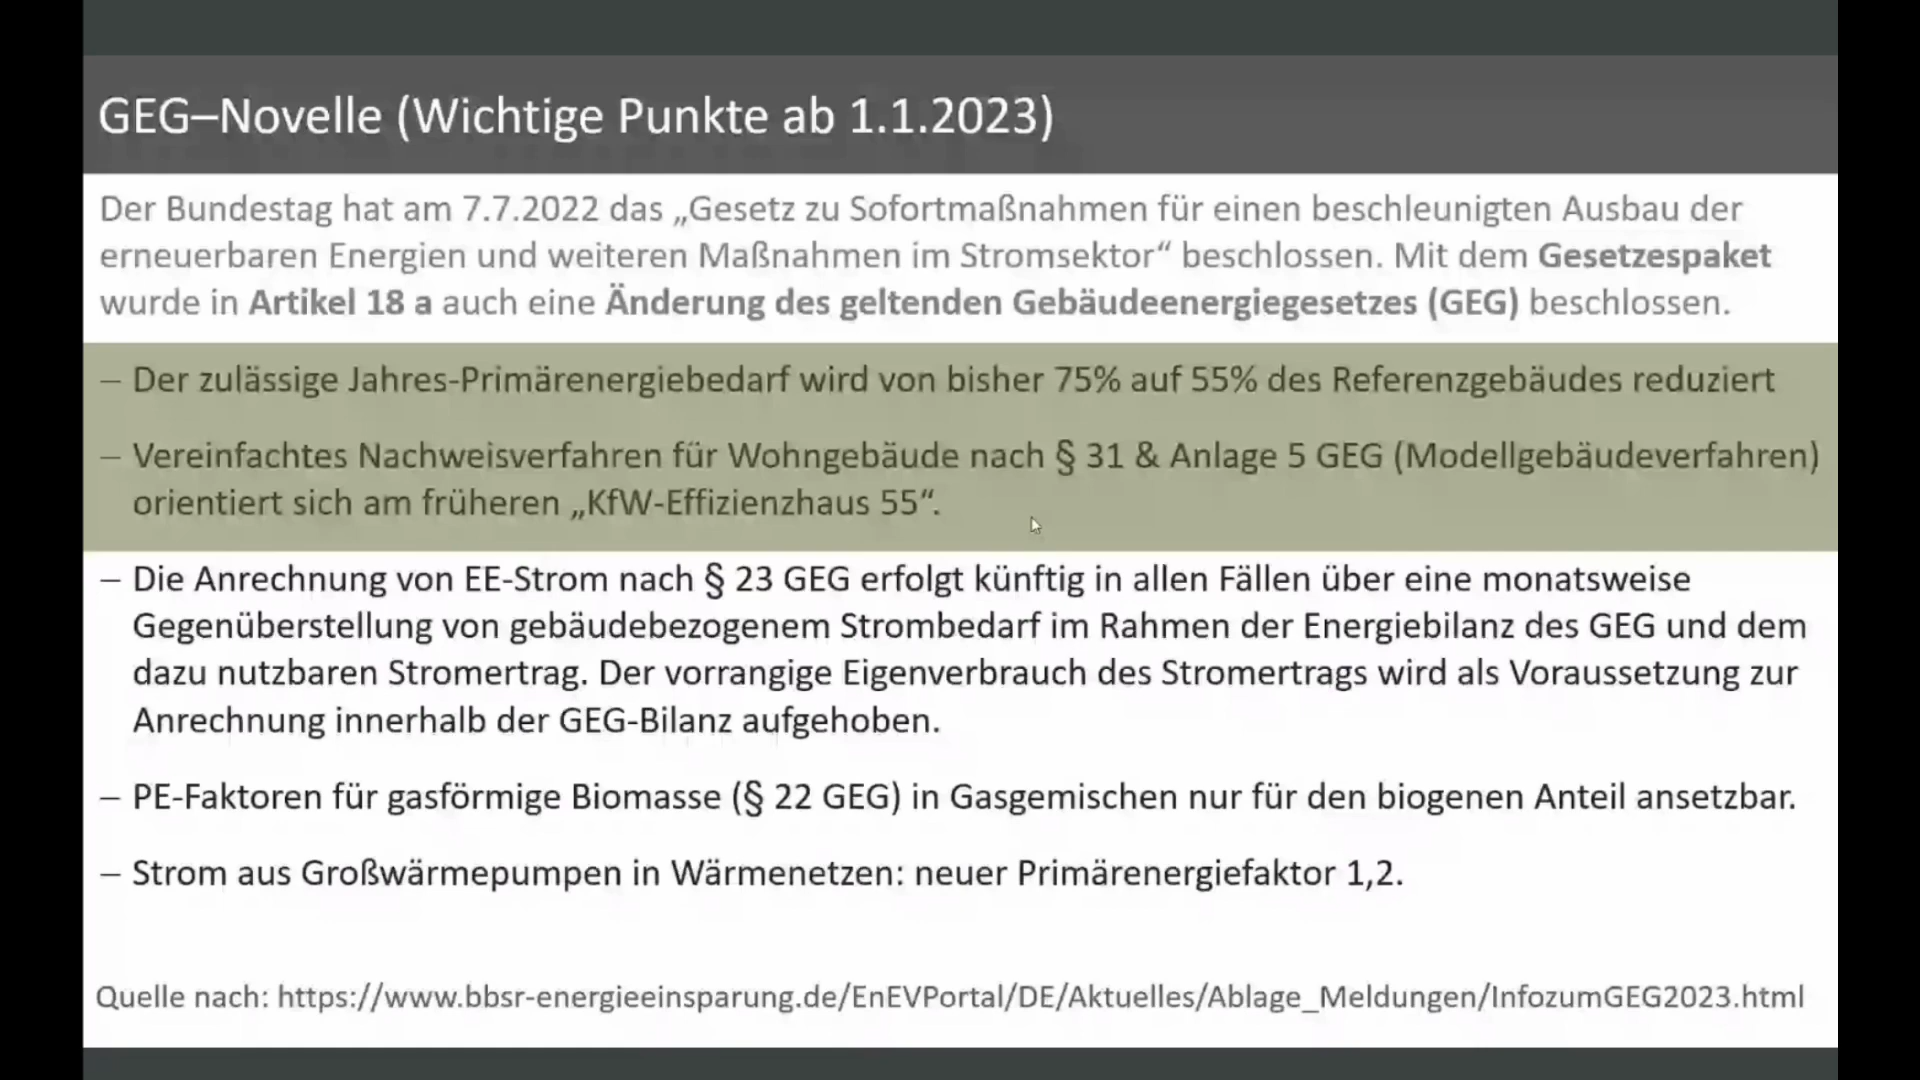 GEG–Novelle (Wichtige Punkte ab 1.1.2023)
Der Bundestag hat am 7.7.2022 das „Gesetz zu Sofortmaßnahmen für einen beschleunigten Ausbau der
erneuerbaren Energien und weiteren Maßnahmen im Stromsektor“ beschlossen. Mit dem Gesetzespaket
wurde in Artikel 18 a auch eine Änderung des geltenden Gebäudeenergiegesetzes (GEG) beschlossen.
– Der zulässige Jahres-Primärenergiebedarf wird von bisher 75% auf 55% des Referenzgebäudes reduziert
– Vereinfachtes Nachweisverfahren für Wohngebäude nach § 31 & Anlage 5 GEG (Modellgebäudeverfahren)
orientiert sich am früheren „KfW-Effizienzhaus 55“.
– Die Anrechnung von EE-Strom nach § 23 GEG erfolgt künftig in allen Fällen über eine monatsweise
Gegenüberstellung von gebäudebezogenem Strombedarf im Rahmen der Energiebilanz des GEG und dem
dazu nutzbaren Stromertrag. Der vorrangige Eigenverbrauch des Stromertrags wird als Voraussetzung zur
Anrechnung innerhalb der GEG-Bilanz aufgehoben.
– PE-Faktoren für gasförmige Biomasse (§ 22 GEG) in Gasgemischen nur für den biogenen Anteil ansetzbar.
– Strom aus Großwärmepumpen in Wärmenetzen: neuer Primärenergiefaktor 1,2.
Quelle nach: https://www.bbsr-energieeinsparung.de/EnEVPortal/DE/Aktuelles/Ablage_Meldungen/InfozumGEG2023.html